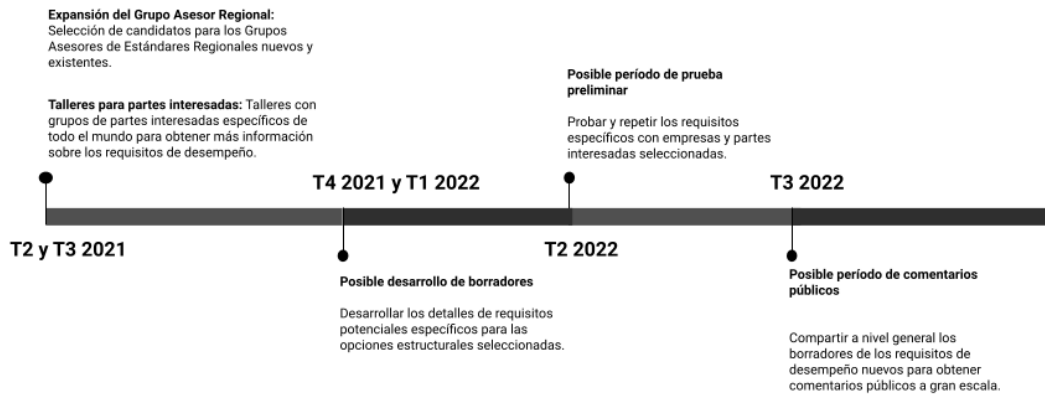 Expansión del Grupo Asesor Regional:
Selección de candidatos para los Grupos
Asesores de Estándares Regionales nuevos y
existentes.
Talleres para partes interesadas: Talleres con
grupos de partes interesadas específicos de
todo el mundo para obtener más información
sobre los requisitos de desempeño.
T2 y T3 2021
T4 2021 y T1 2022
Posible desarrollo de borradores
Desarrollar los detalles de requisitos
potenciales específicos para las
opciones estructurales seleccionadas.
Posible período de prueba
preliminar
Probar y repetir los requisitos
específicos con empresas y partes
interesadas seleccionadas.
T2 2022
T3 2022
Posible período de comentarios
públicos
Compartir a nivel general los
borradores de los requisitos de
desempeño nuevos para obtener
comentarios públicos a gran escala.